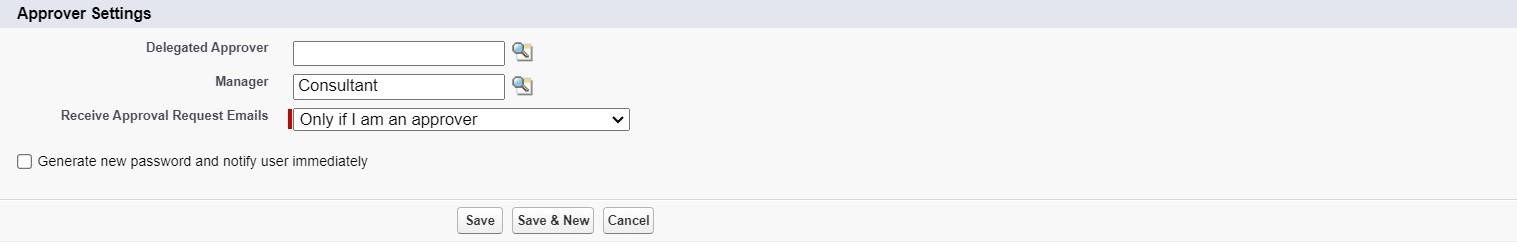 Approver Settings
Delegated Approver
Manager Consultant
Receive Approval Request Emails Only if I am an approver
Generate new password and notify user immediately
Save Save & New Cancel